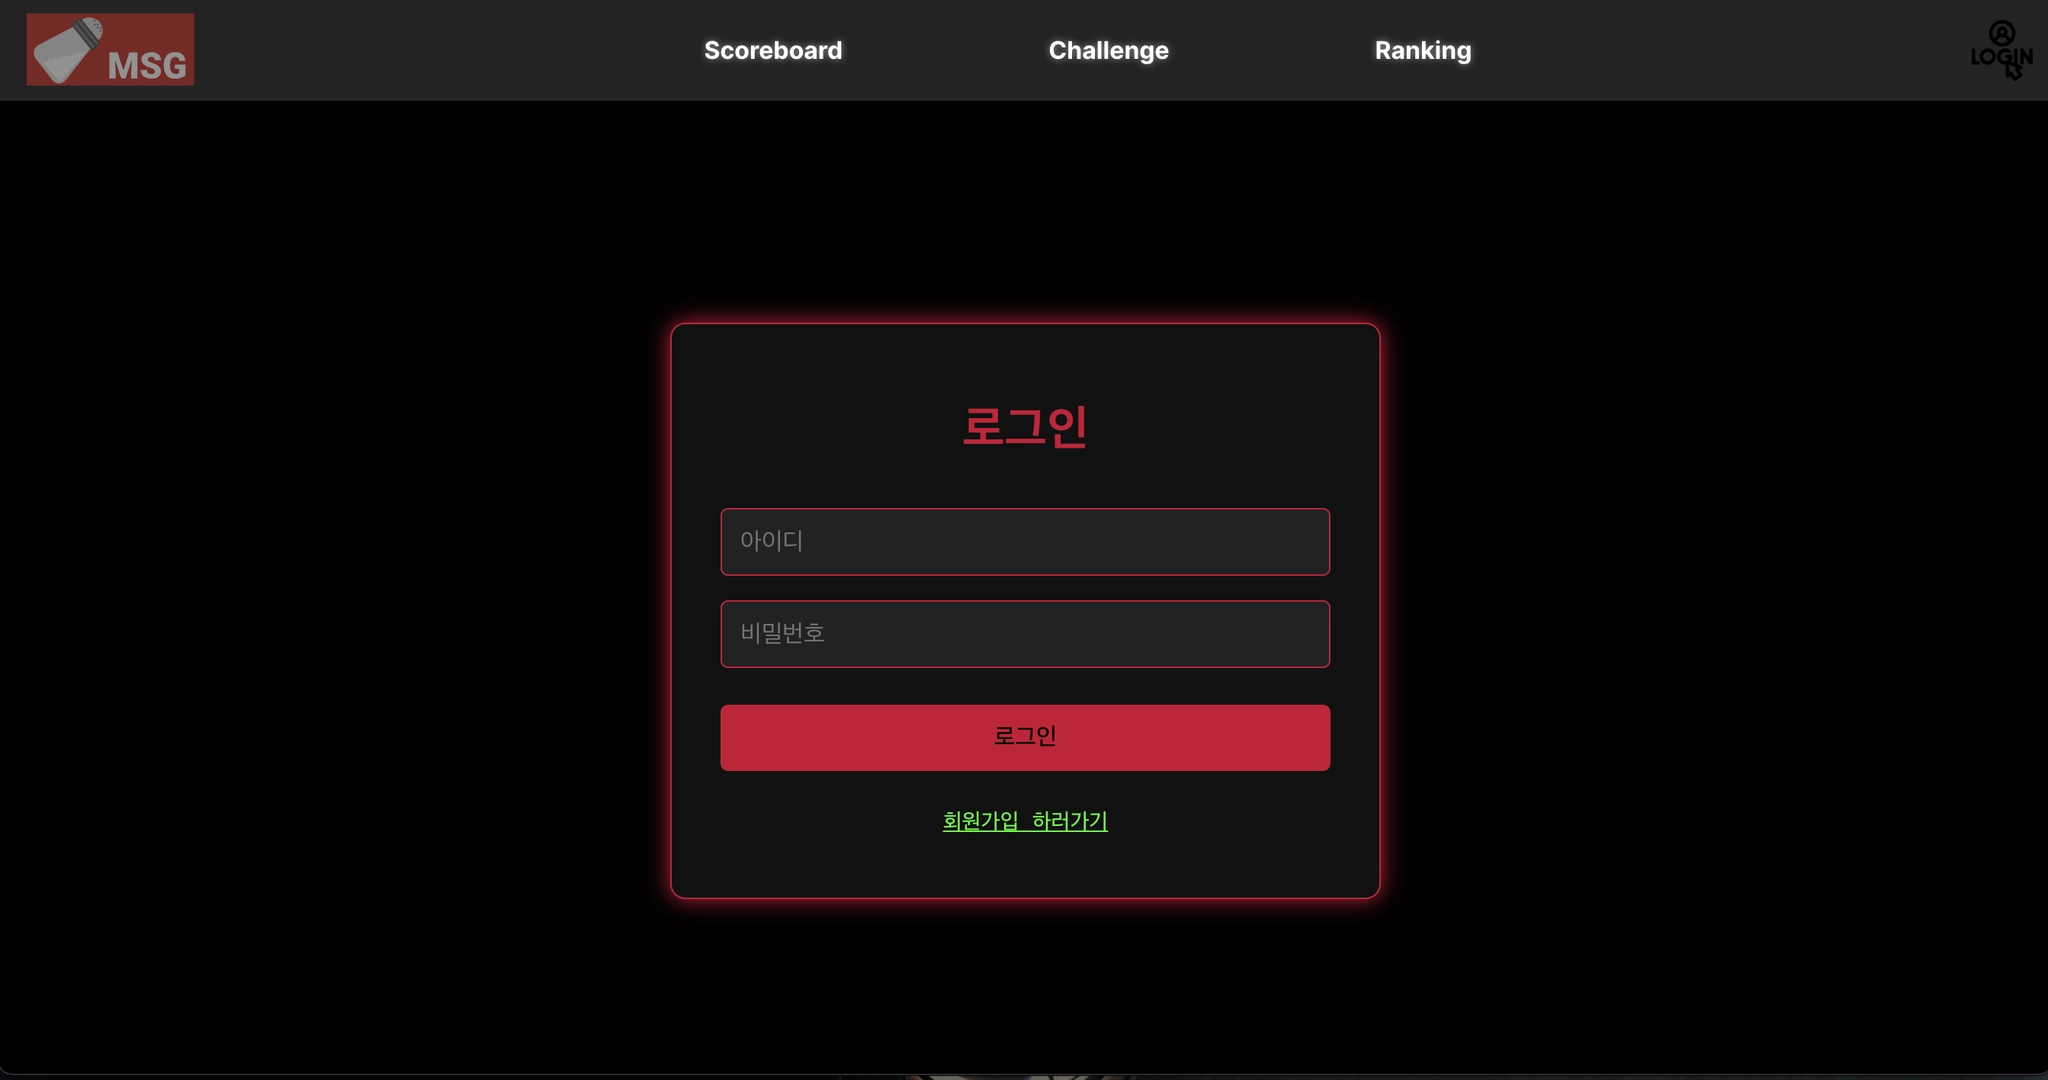 MSG
Scoreboard
Challenge
Ranking
LOGIN
로그인
아이디
비밀번호
로그인
회원가입 하러가기